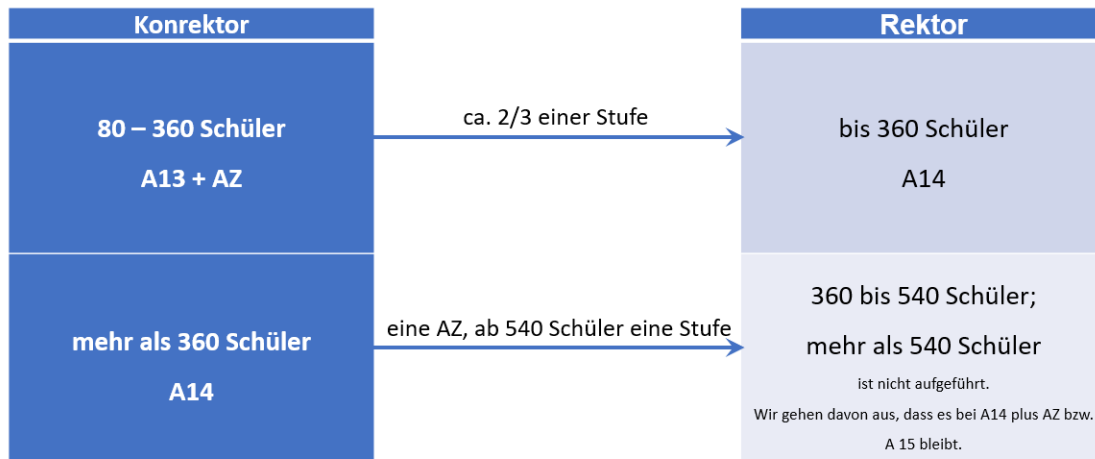 Konrektor
Rektor
80 – 360 Schüler
A13 + AZ
ca. 2/3 einer Stufe
bis 360 Schüler
A14
mehr als 360 Schüler
A14
eine AZ, ab 540 Schüler eine Stufe
360 bis 540 Schüler;
mehr als 540 Schüler
ist nicht aufgeführt.
Wir gehen davon aus, dass es bei A14 plus AZ bzw.
A 15 bleibt.